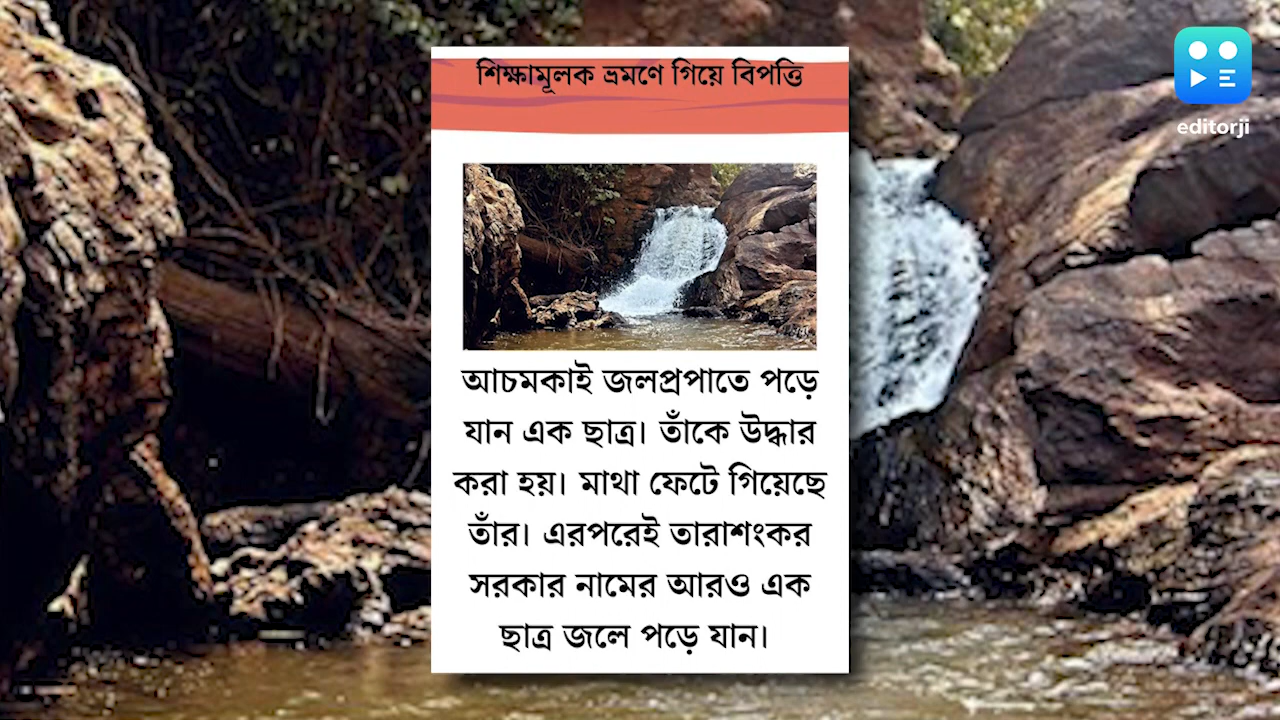 শিক্ষামূলক ভ্রমণে গিয়ে বিপত্তি
editorji
আচমকাই জলপ্রপাতে পড়ে
যান এক ছাত্র। তাঁকে উদ্ধার
করা হয়। মাথা ফেটে গিয়েছে
তাঁর। এরপরেই তারাশংকর
সরকার নামের আরও এক
ছাত্র জলে পড়ে যান।